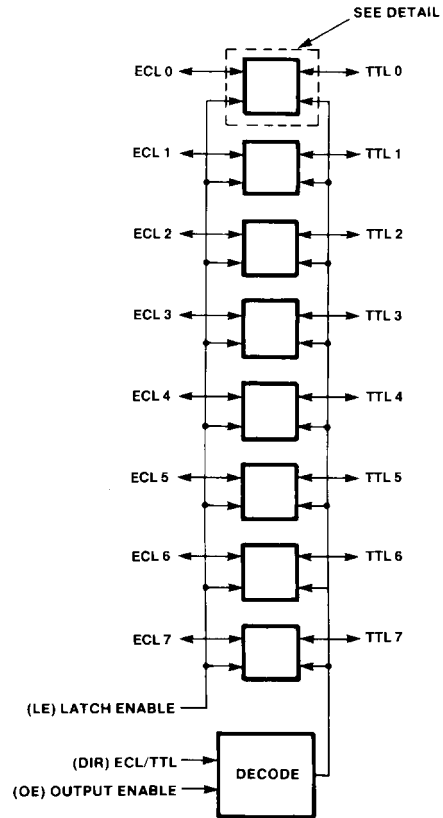 SEE DETAIL
ECL 0 TTL 0
ECL 1 TTL 1
ECL 2 TTL 2
ECL 3 TTL 3
ECL 4 TTL 4
ECL 5 TTL 5
ECL 6 TTL 6
ECL 7 TTL 7
(LE) LATCH ENABLE
(DIR) ECL/TTL
DECODE
(OE) OUTPUT ENABLE